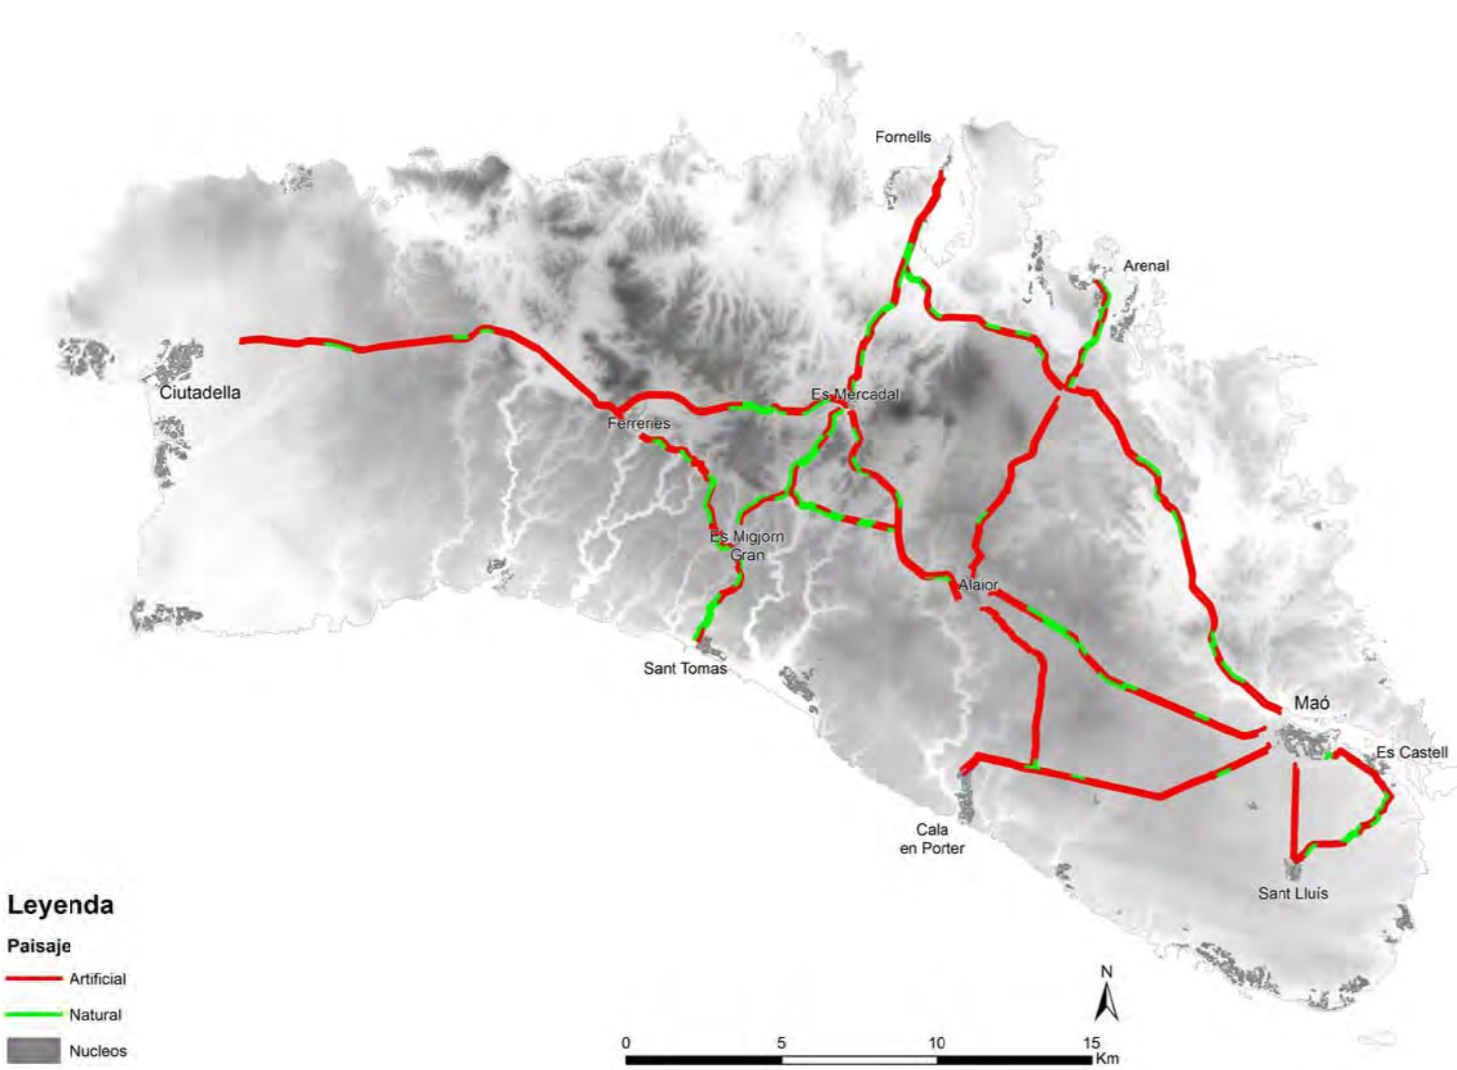 Fornells
Arenal
Ciutadella
Es Mercadal
Ferreries
Es Migjorn
Gran
Alaior
Sant Tomas
Maó
Es Castell
Cala
en Porter
Sant Lluís
Leyenda
Paisaje
Artificial
Natural
Nucleos
N
0 5 10 15
Km